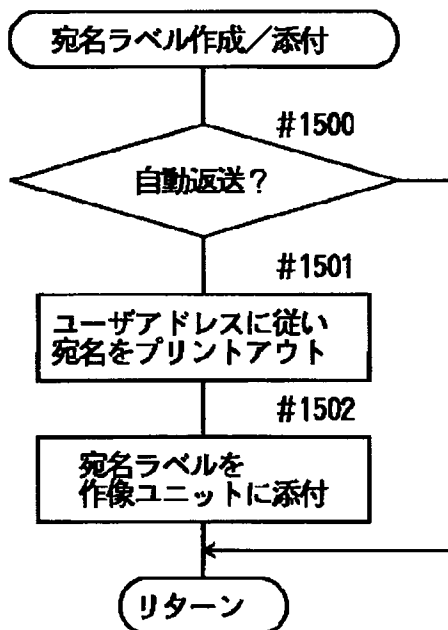 宛名ラベル作成／添付
#1500
自動返送？
#1501
ユーザアドレスに従い
宛名をプリントアウト
#1502
宛名ラベルを
作像ユニットに添付
リターン